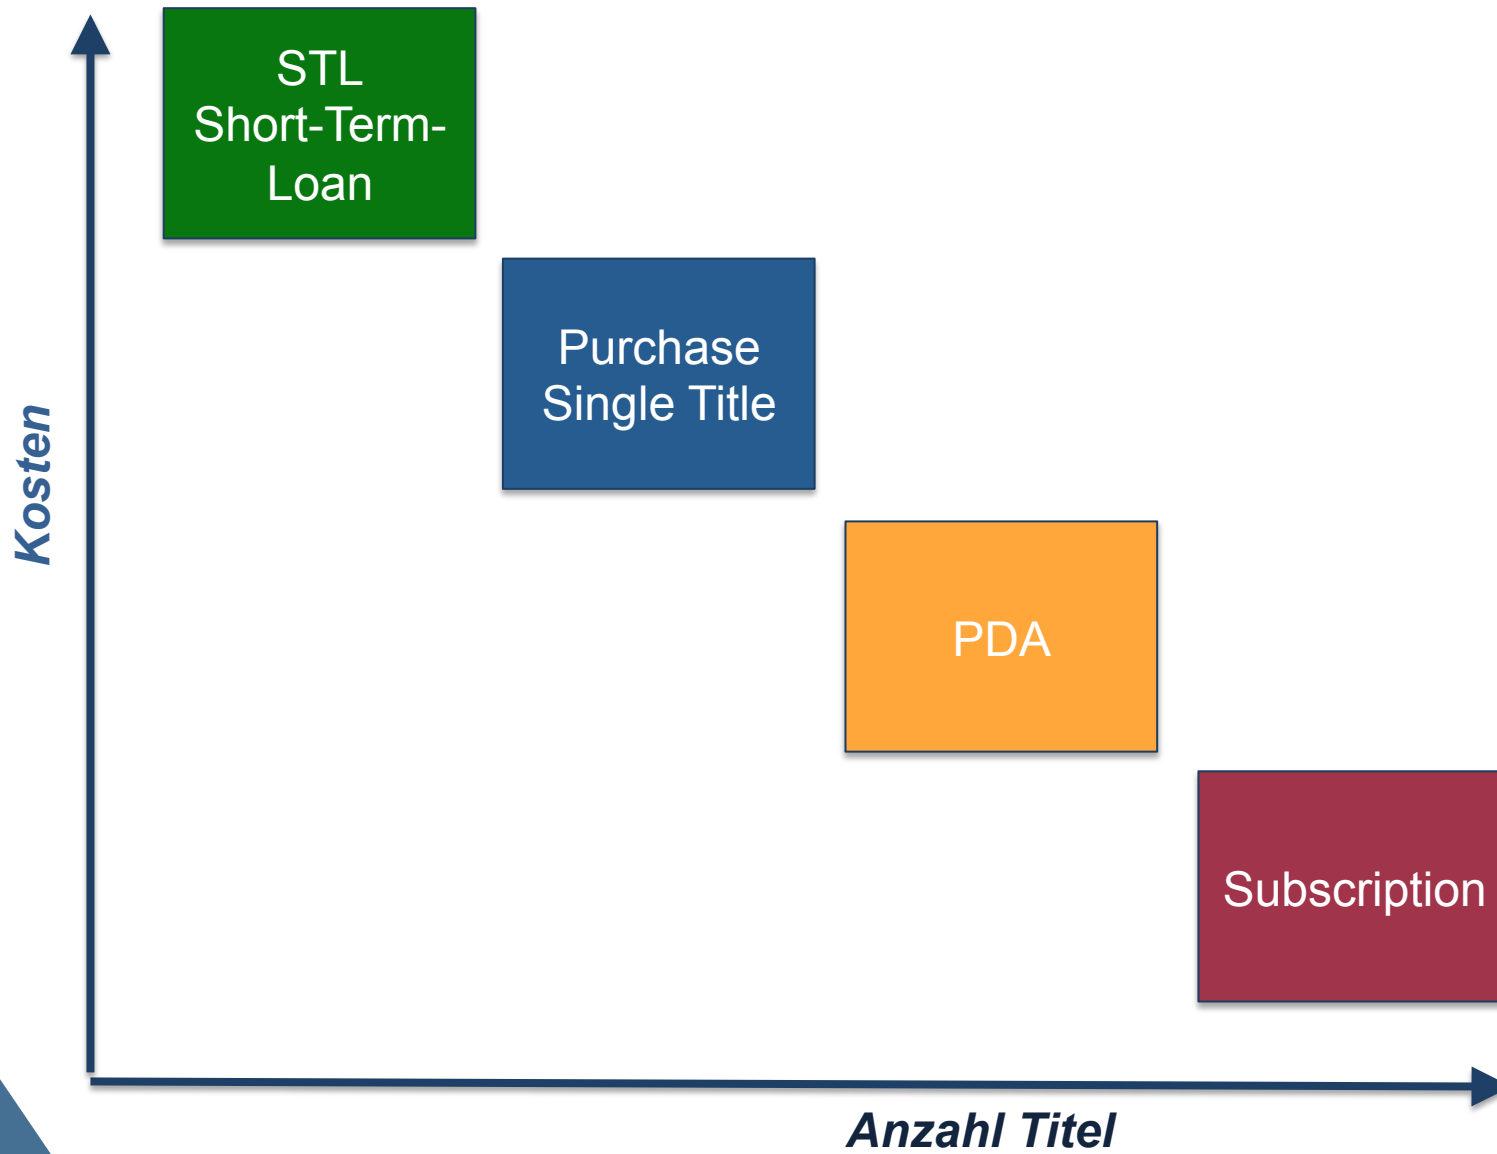 STL
Short-Term-
Loan
Purchase
Single Title
Kosten
PDA
Subscription
Anzahl Titel